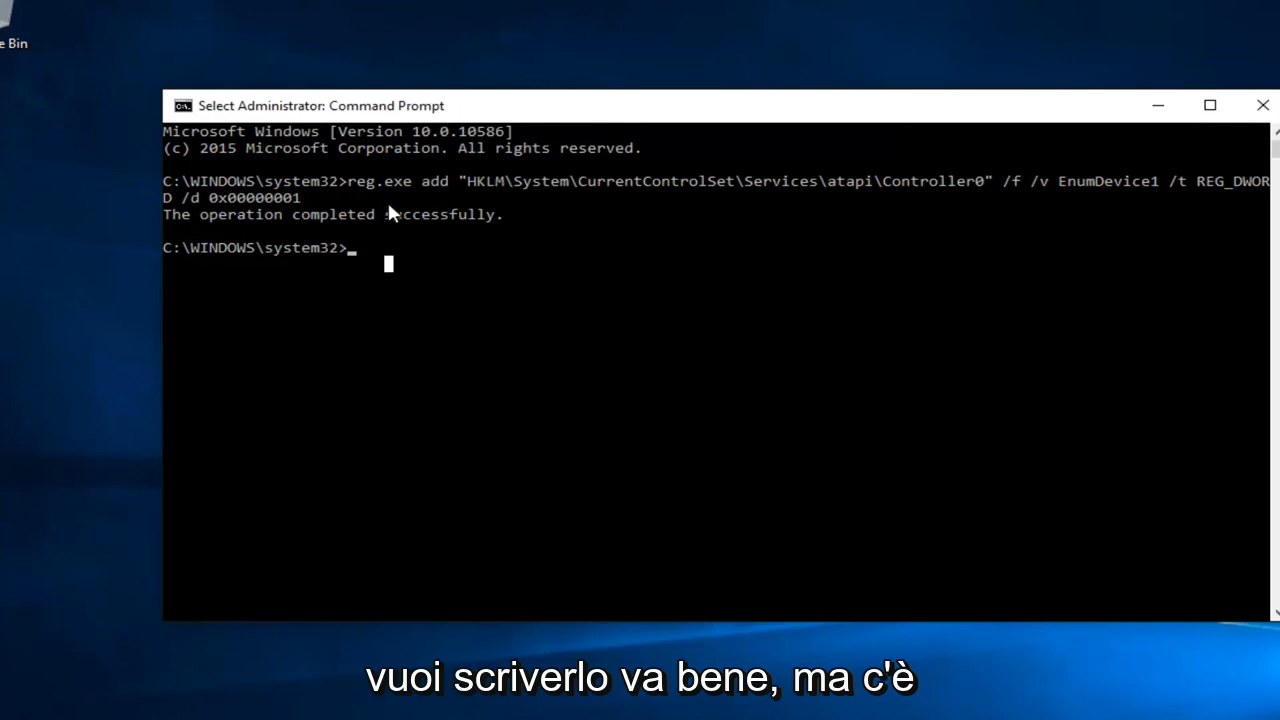 e Bin
Select Administrator: Command Prompt
Microsoft Windows [Version 10.0.10586]
(c) 2015 Microsoft Corporation. All rights reserved.
C:\WINDOWS\system32>reg.exe add "HKLM\System\CurrentControlSet\Services\atapi\Controller0" /f /v EnumDevice1 /t REG_DWOR
D /d 0x00000001
The operation completed successfully.
C:\WINDOWS\system32>_
vuoi scriverlo va bene, ma c'è